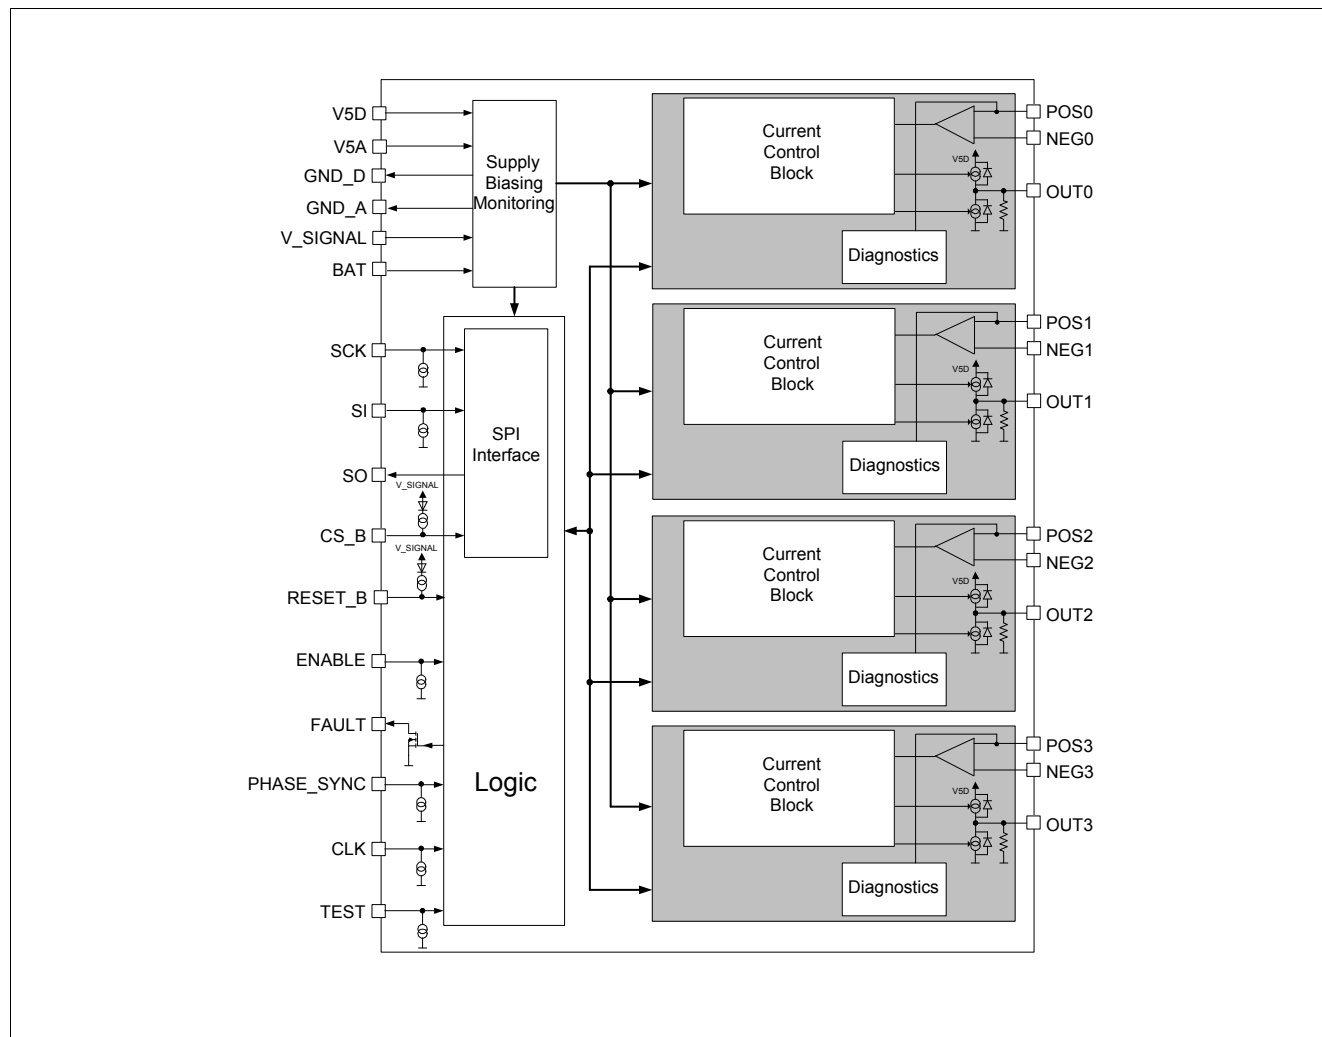 V5D
V5A
GND_D
GND_A
V_SIGNAL
BAT
Supply
Biasing
Monitoring
SCK
SI
SO
V_SIGNAL
CS_B
V_SIGNAL
RESET_B
ENABLE
FAULT
PHASE_SYNC
CLK
TEST
SPI
Interface
Logic
Current
Control
Block
V5D
Diagnostics
POS0
NEG0
OUT0
Current
Control
Block
V5D
Diagnostics
POS1
NEG1
OUT1
Current
Control
Block
V5D
Diagnostics
POS2
NEG2
OUT2
Current
Control
Block
V5D
Diagnostics
POS3
NEG3
OUT3